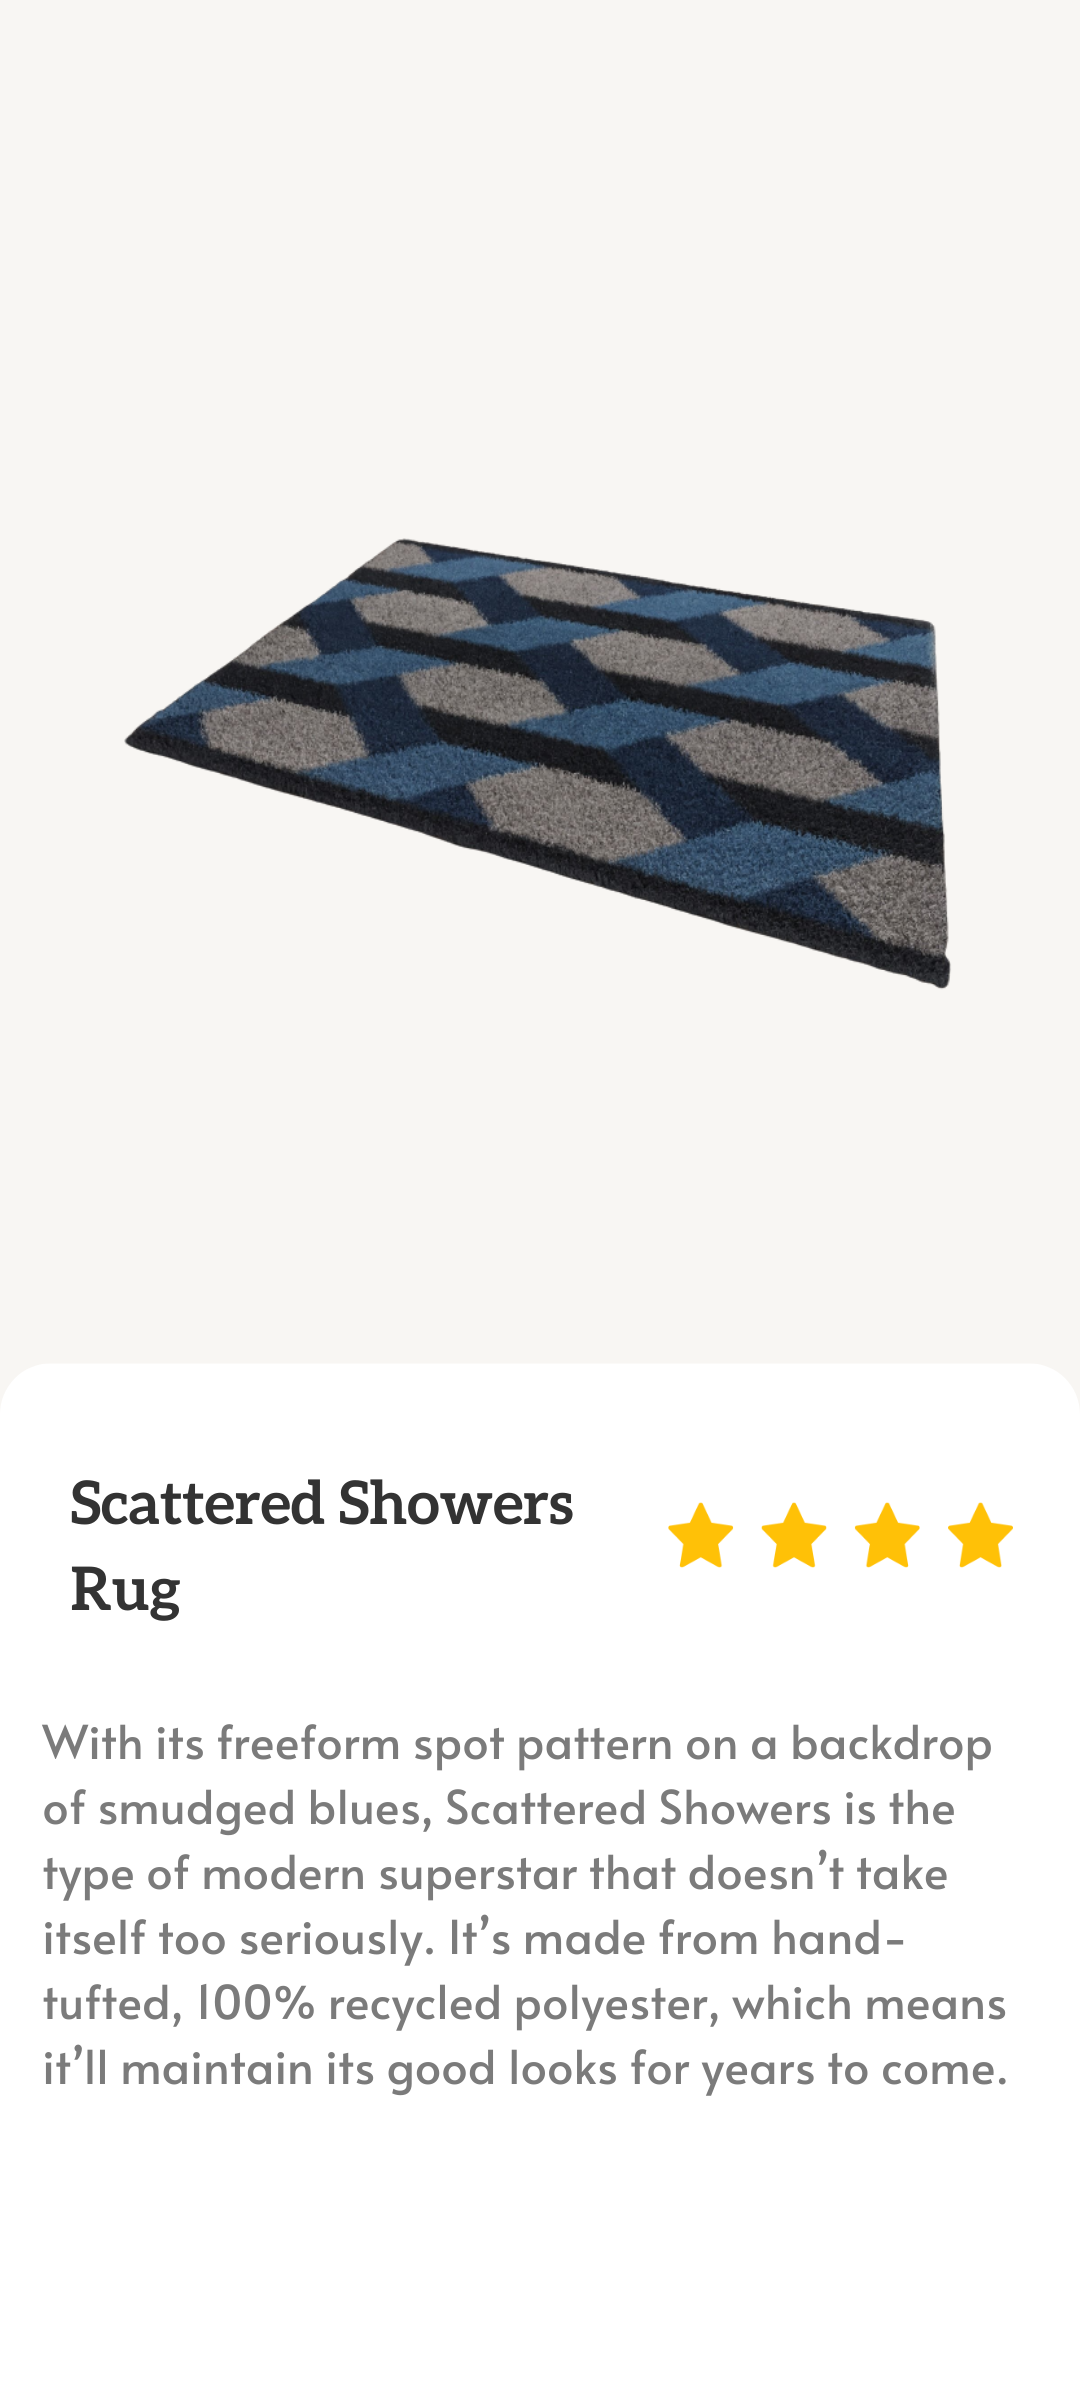 Scattered Showers
Rug
With its freeform spot pattern on a backdrop
of smudged blues, Scattered Showers is the
type of modern superstar that doesn’t take
itself too seriously. It’s made from hand-
tufted, 100% recycled polyester, which means
it’ll maintain its good looks for years to come.